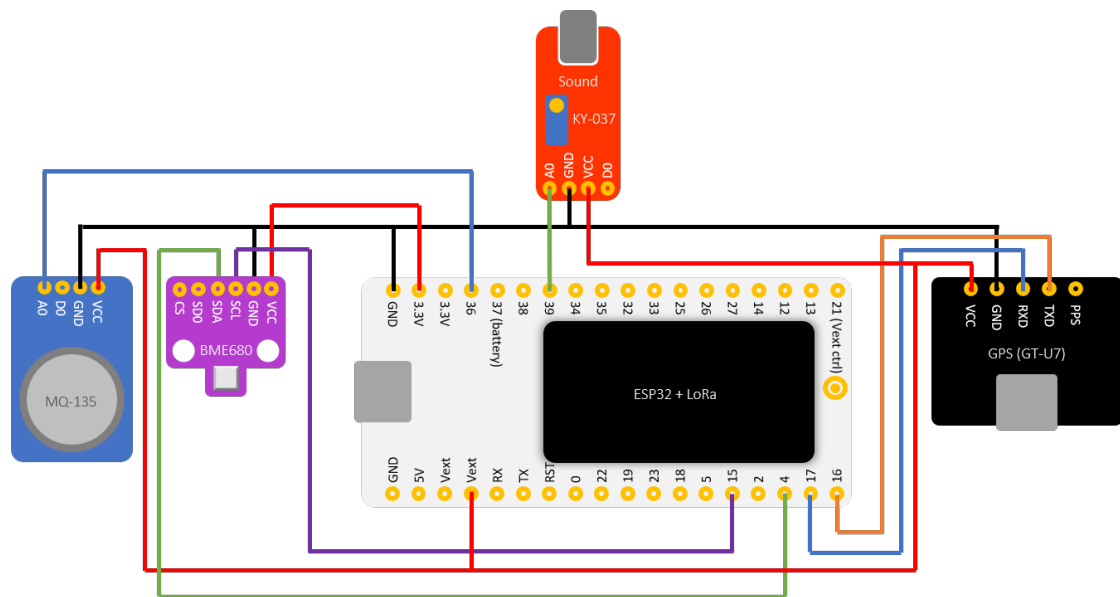 Sound
KY-037
A0
GND
VCC
D0
A0
D0
GND
VCC
MQ-135
CS
SD0
SDA
SCL
GND
VCC
BME680
GND
3.3V
3.3V
36
37 (battery)
38
39
34
35
32
33
25
26
27
14
12
13
21 (Vext ctrl)
ESP32 + LoRa
GND
5V
Vext
Vext
RX
TX
RST
0
22
19
23
18
5
15
2
4
17
16
VCC
GND
RXD
TXD
PPS
GPS (GT-U7)